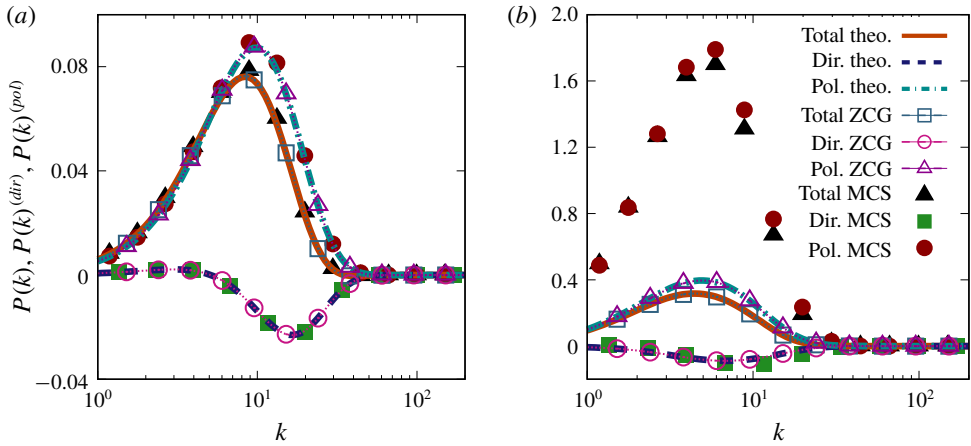 (a)
P(k), P(k)^(dir), P(k)^(pol)
0.08
0.04
0
−0.04
10^0
10^1
10^2
k
(b)
2.0
1.6
1.2
0.8
0.4
0
10^0
10^1
10^2
k
Total theo.
Dir. theo.
Pol. theo.
Total ZCG
Dir. ZCG
Pol. ZCG
Total MCS
Dir. MCS
Pol. MCS